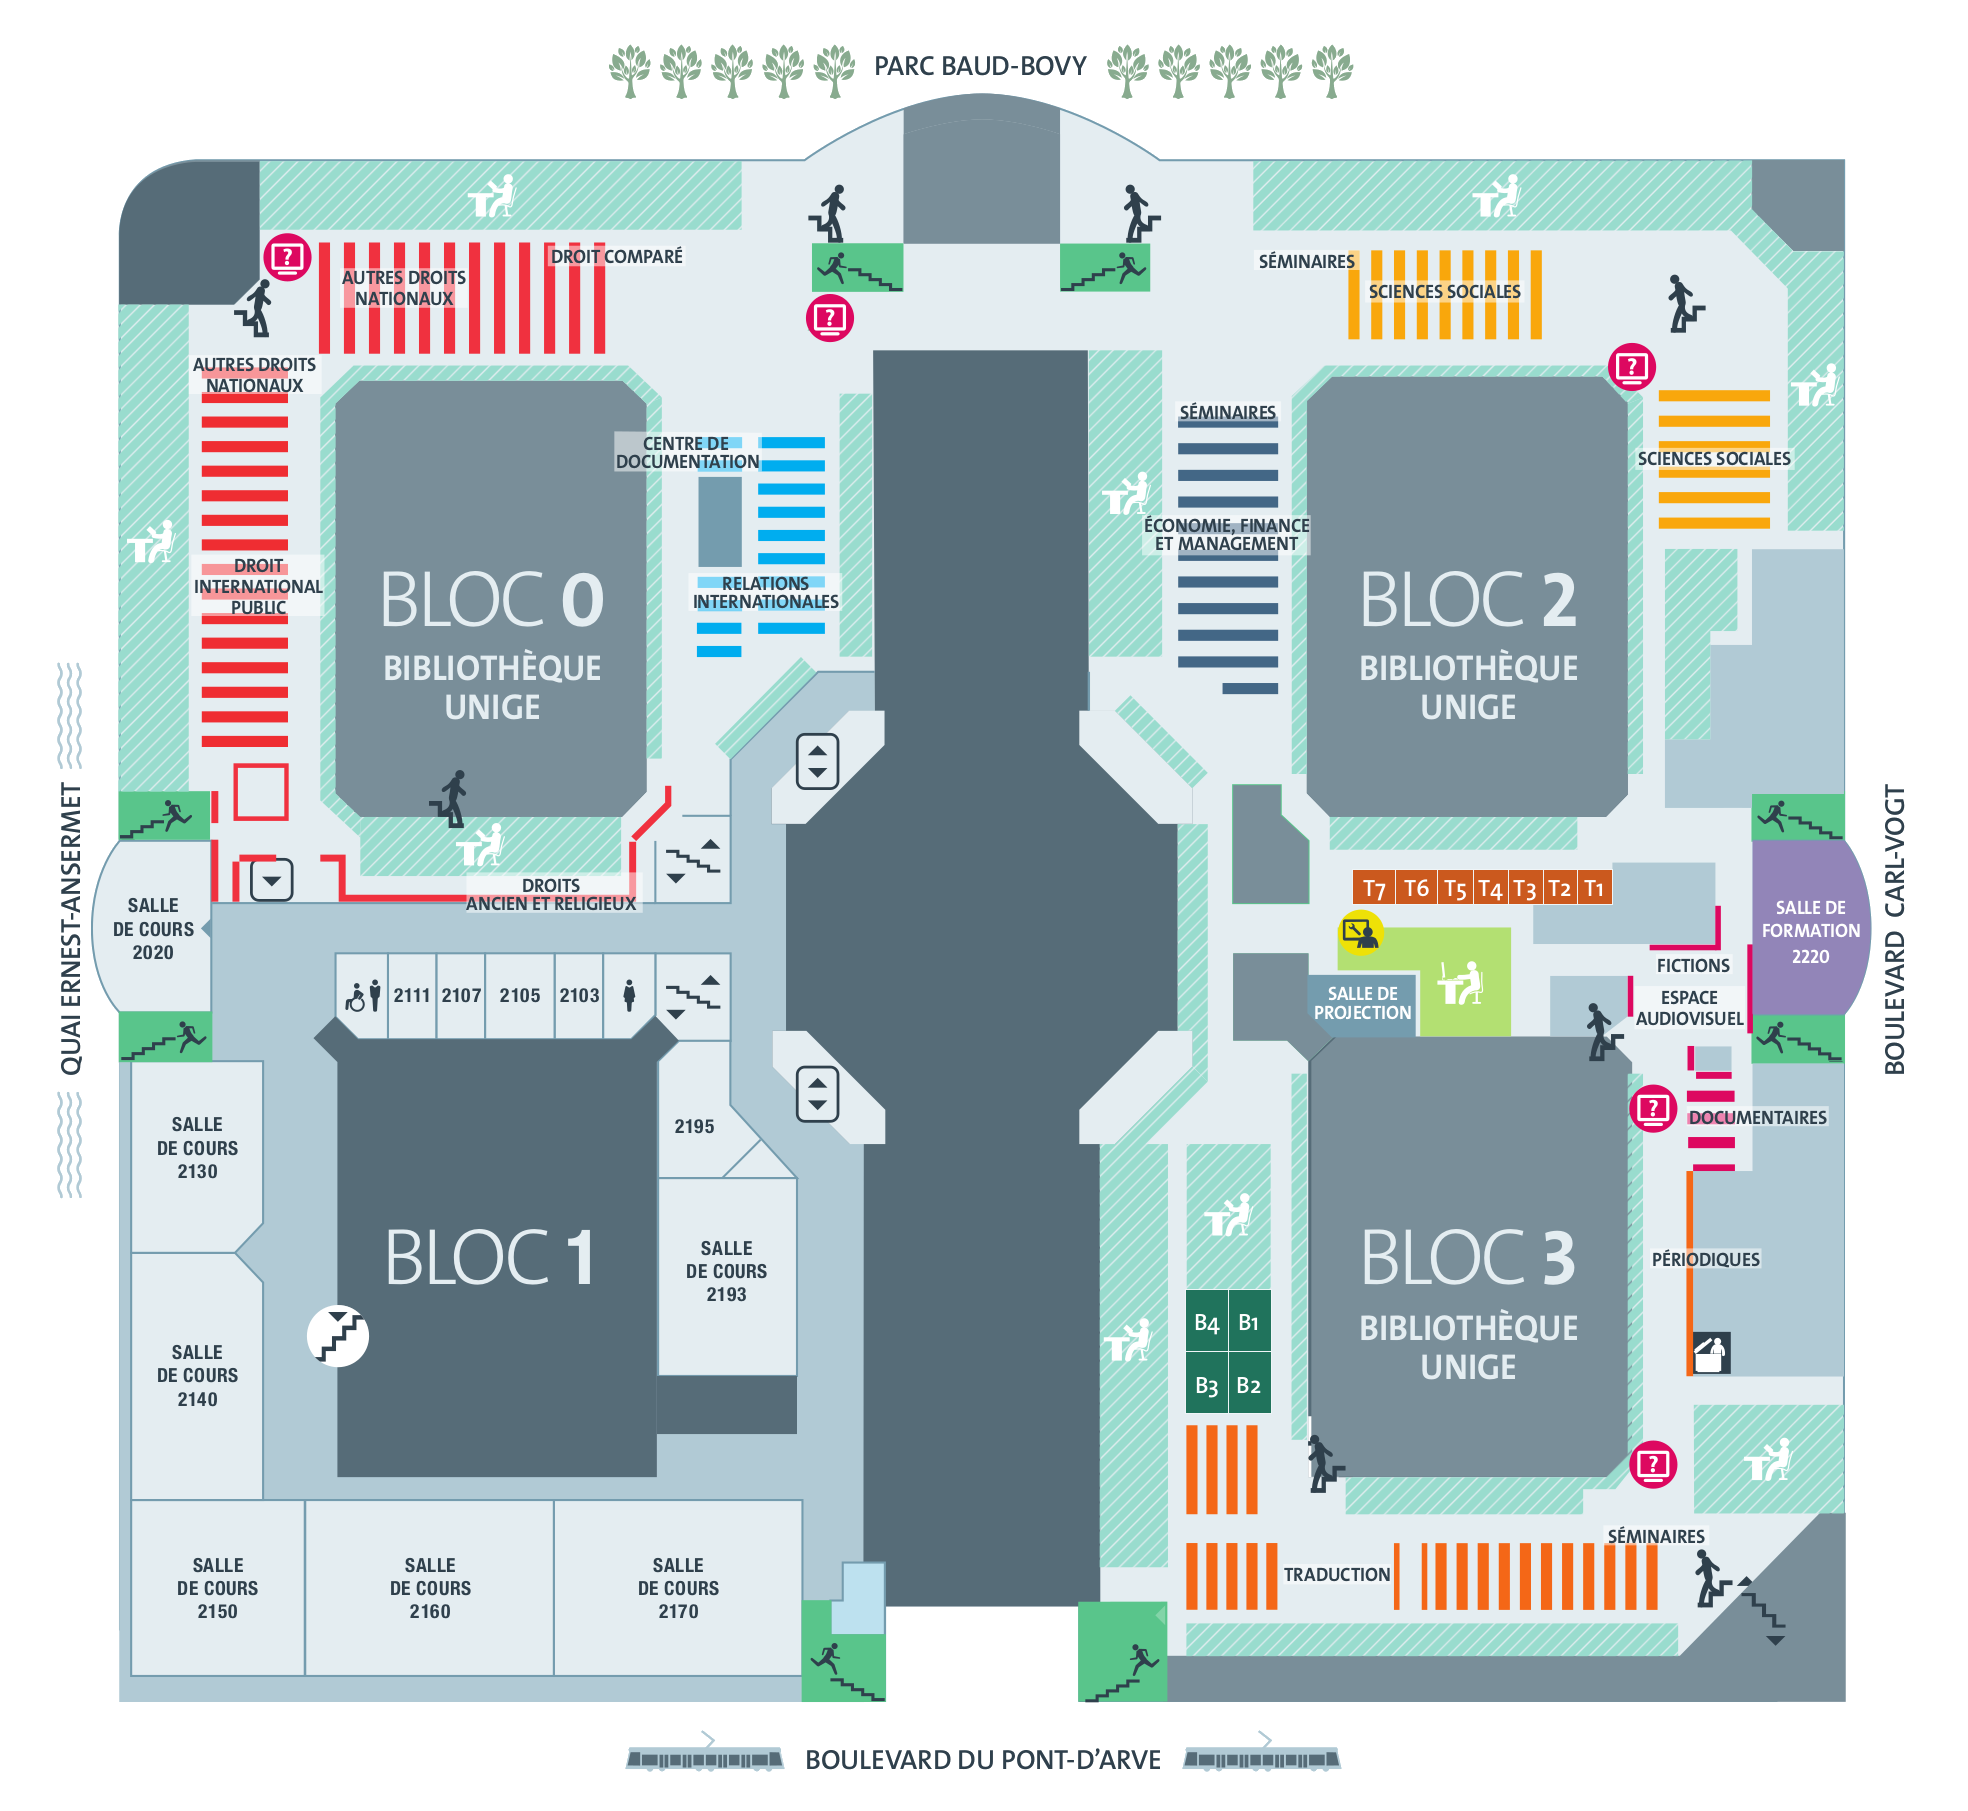 PARC BAUD-BOVY
DROIT COMPARÉ
AUTRES DROITS
NATIONAUX
AUTRES DROITS
NATIONAUX
DROIT
INTERNATIONAL
PUBLIC
BLOC 0
BIBLIOTHÈQUE
UNIGE
CENTRE DE
DOCUMENTATION
RELATIONS
INTERNATIONALES
DROITS
ANCIEN ET RELIGIEUX
SÉMINAIRES
SCIENCES SOCIALES
SÉMINAIRES
ÉCONOMIE, FINANCE
ET MANAGEMENT
BLOC 2
BIBLIOTHÈQUE
UNIGE
SCIENCES SOCIALES
QUAI ERNEST-ANSERMET
BOULEVARD CARL-VOGT
SALLE
DE COURS
2020
2111
2107
2105
2103
2195
SALLE
DE COURS
2130
SALLE
DE COURS
2140
BLOC 1
SALLE
DE COURS
2193
SALLE
DE COURS
2150
SALLE
DE COURS
2160
SALLE
DE COURS
2170
T7
T6
T5
T4
T3
T2
T1
SALLE DE
FORMATION
2220
FICTIONS
SALLE DE
PROJECTION
ESPACE
AUDIOVISUEL
DOCUMENTAIRES
PÉRIODIQUES
BLOC 3
BIBLIOTHÈQUE
UNIGE
B4
B1
B3
B2
SÉMINAIRES
TRADUCTION
BOULEVARD DU PONT-D'ARVE
?
?
?
?
?